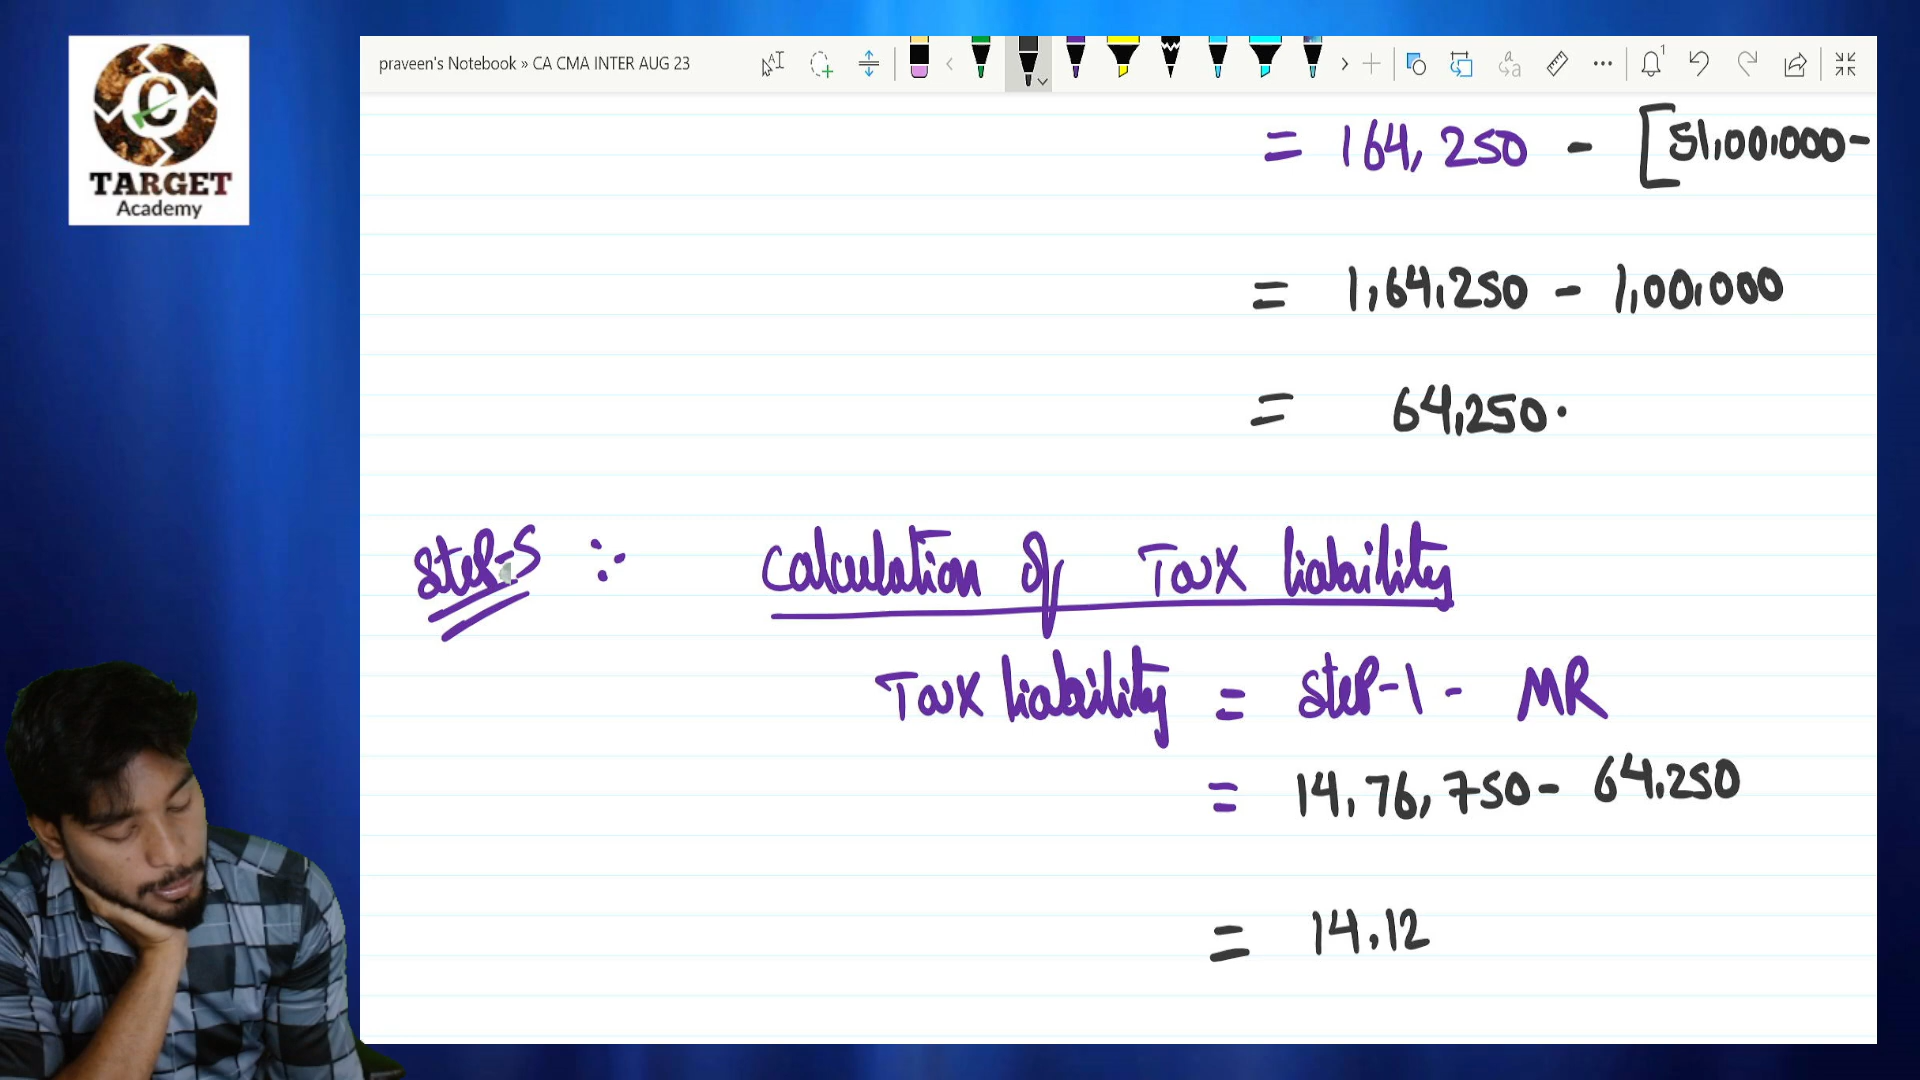 TARGET
Academy
praveen's Notebook » CA CMA INTER AUG 23
= 164,250 - [51,00,000-
= 1,64,250 - 1,00,000
= 64,250.
Step-5 :- Calculation of Tax liability
Tax liability = Step-1 - MR
= 14,76,750 - 64,250
= 14,12